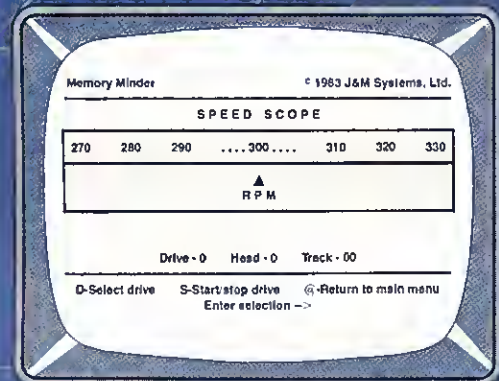 Memory Minder © 1983 J&M Systems, Ltd.
SPEED SCOPE
270 280 290 ....300.... 310 320 330
▲
RPM
Drive - 0 Head - 0 Track - 00
D-Select drive S-Start/stop drive @-Return to main menu
Enter selection -->